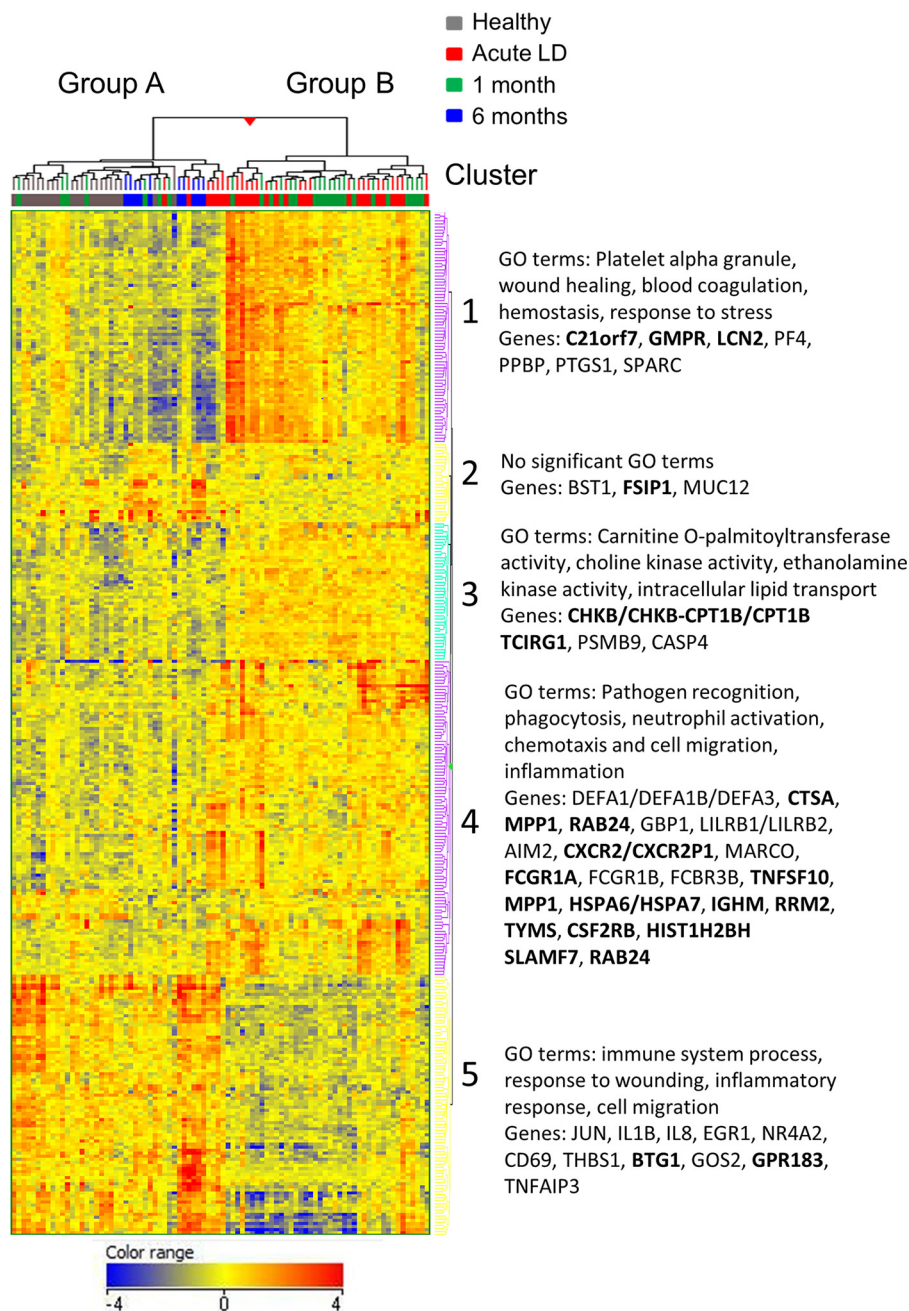 Healthy
Acute LD
1 month
6 months
Group A
Group B
Cluster
1
GO terms: Platelet alpha granule,
wound healing, blood coagulation,
hemostasis, response to stress
Genes: C21orf7, GMPR, LCN2, PF4,
PPBP, PTGS1, SPARC
2
No significant GO terms
Genes: BST1, FSIP1, MUC12
3
GO terms: Carnitine O-palmitoyltransferase
activity, choline kinase activity, ethanolamine
kinase activity, intracellular lipid transport
Genes: CHKB/CHKB-CPT1B/CPT1B
TCIRG1, PSMB9, CASP4
4
GO terms: Pathogen recognition,
phagocytosis, neutrophil activation,
chemotaxis and cell migration,
inflammation
Genes: DEFA1/DEFA1B/DEFA3, CTSA,
MPP1, RAB24, GBP1, LILRB1/LILRB2,
AIM2, CXCR2/CXCR2P1, MARCO,
FCGR1A, FCGR1B, FCBR3B, TNFSF10,
MPP1, HSPA6/HSPA7, IGHM, RRM2,
TYMS, CSF2RB, HIST1H2BH
SLAMF7, RAB24
5
GO terms: immune system process,
response to wounding, inflammatory
response, cell migration
Genes: JUN, IL1B, IL8, EGR1, NR4A2,
CD69, THBS1, BTG1, GOS2, GPR183,
TNFAIP3
Color range
-4 0 4